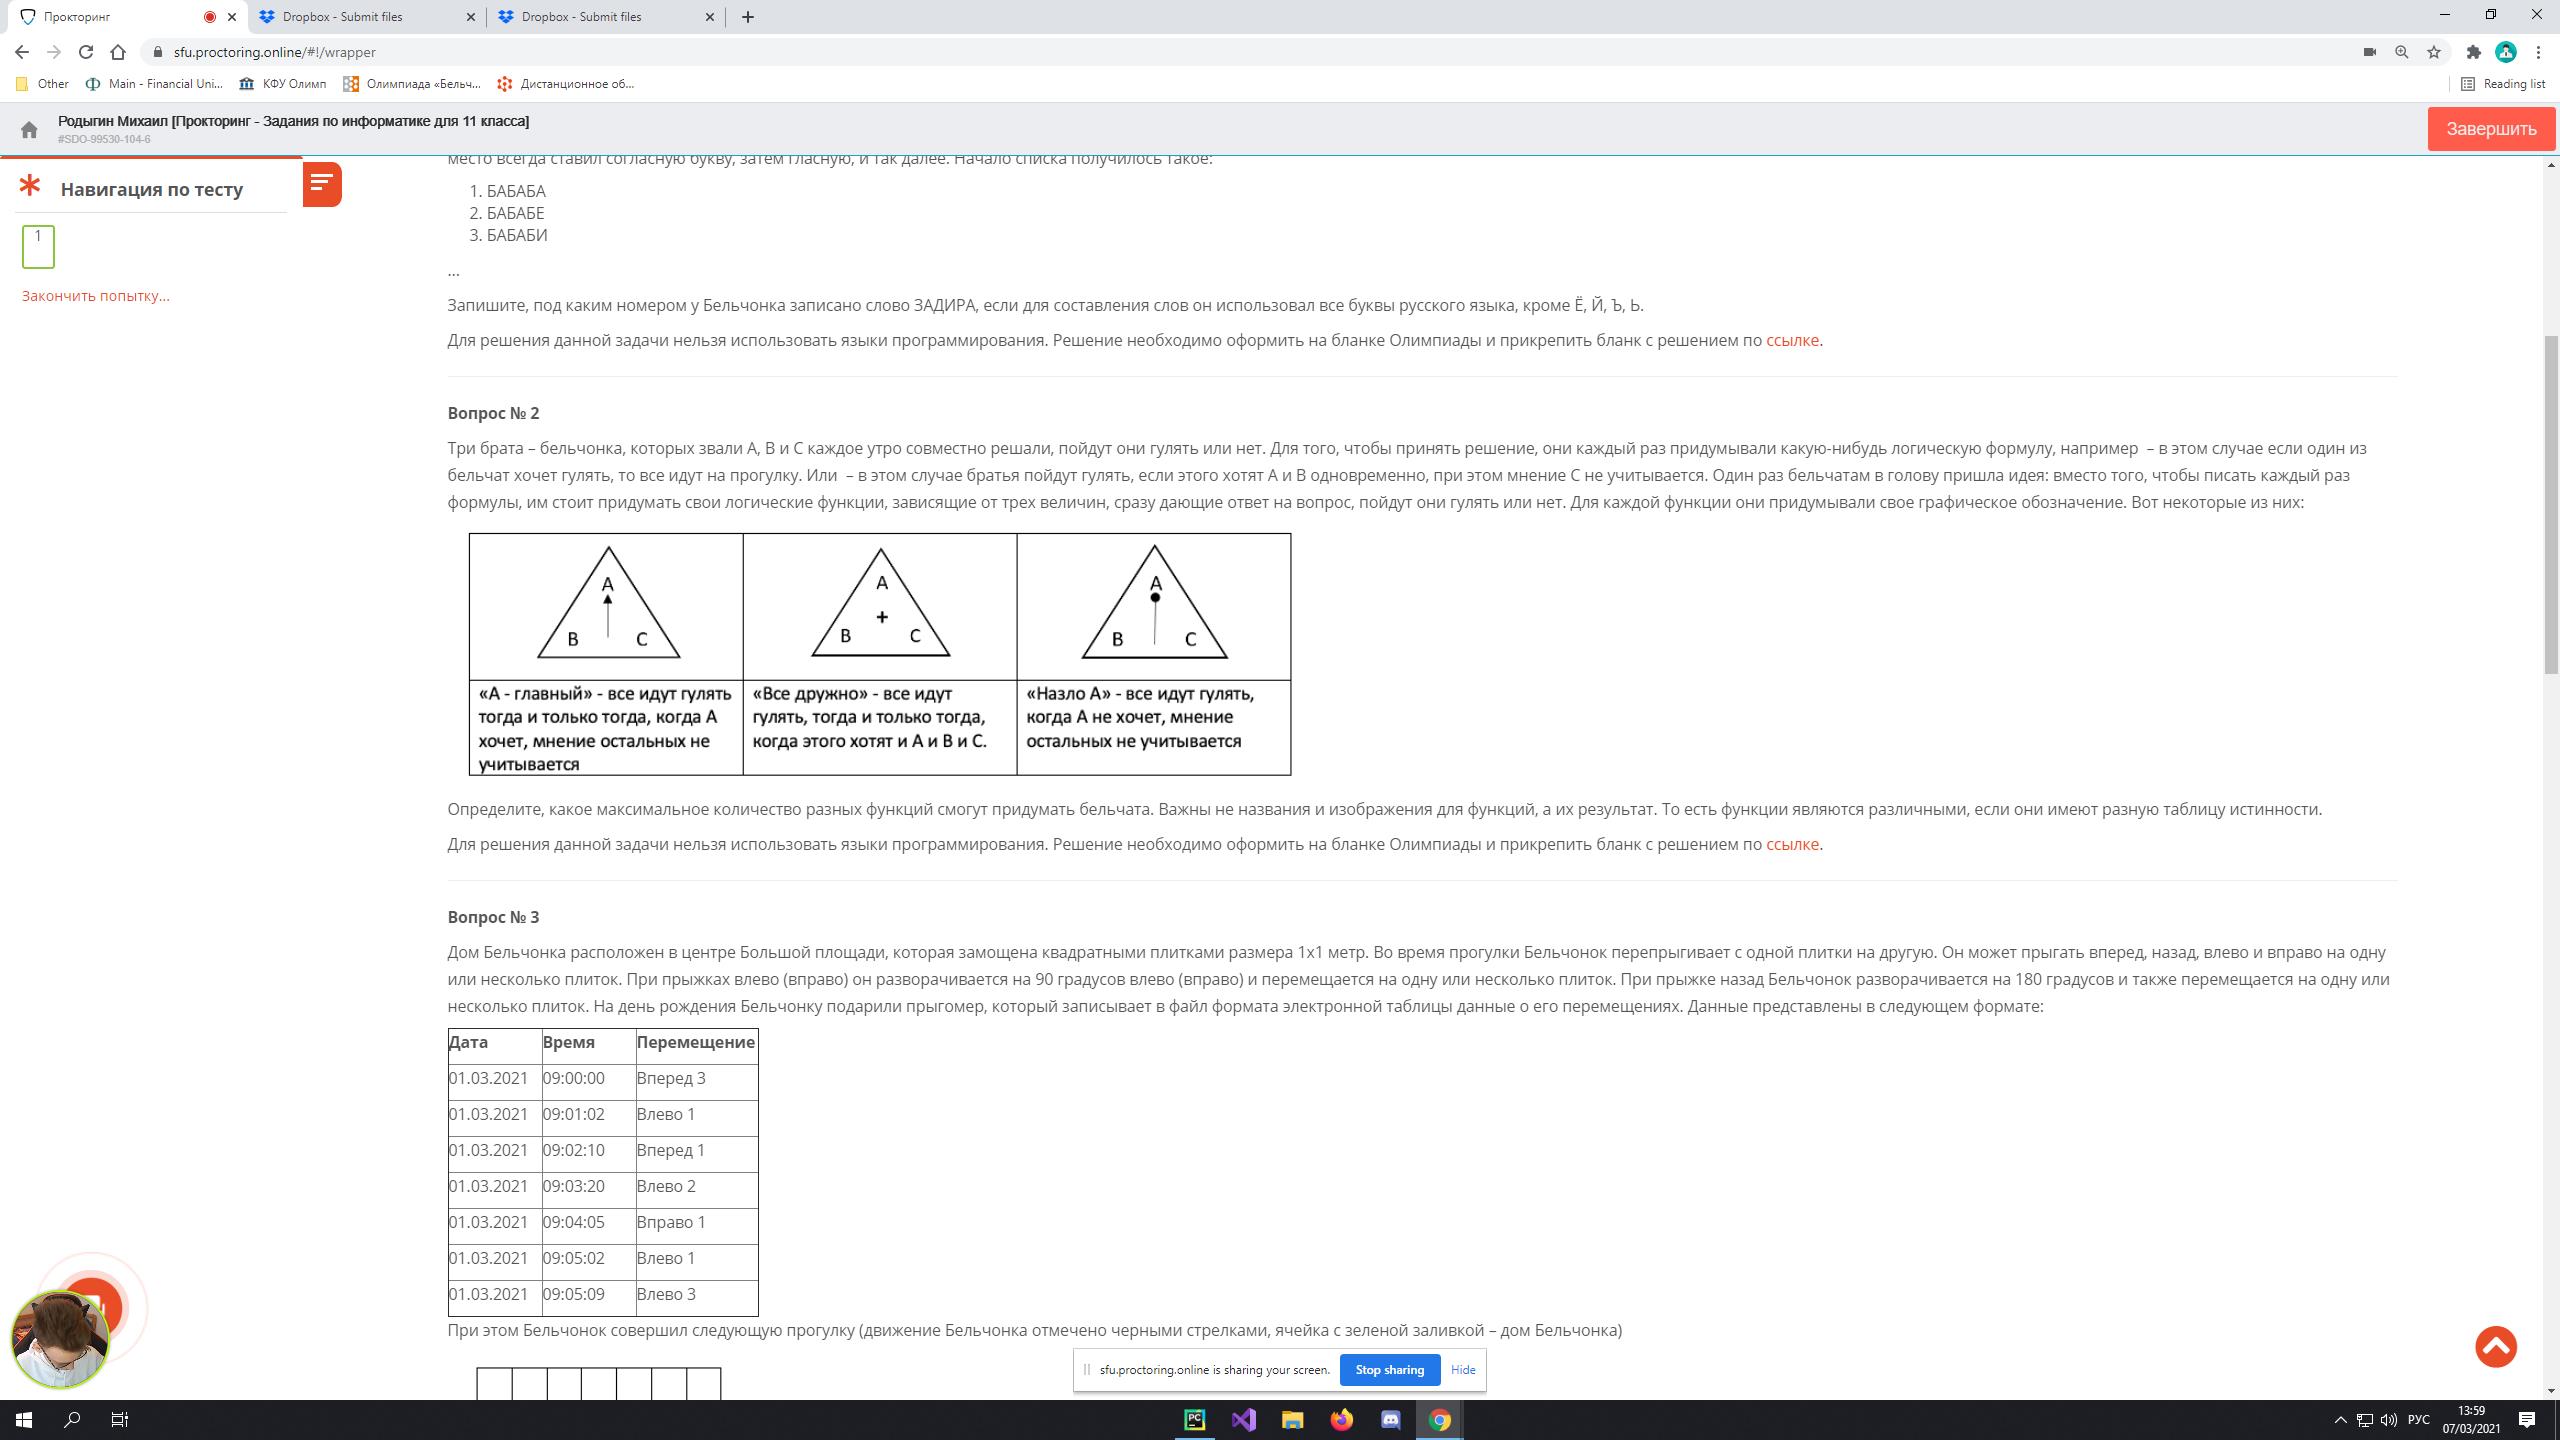 Прокторинг
Dropbox - Submit files
Dropbox - Submit files
sfu.proctoring.online/#!/wrapper
Other
Main - Financial Uni...
КФУ Олимп
Олимпиада «Бельч...
Дистанционное об...
Reading list
Родыгин Михаил [Прокторинг - Задания по информатике для 11 класса]
#SDO-99530-104-6
Завершить
Навигация по тесту
1
Закончить попытку...
место всегда ставил согласную букву, затем гласную, и так далее. Начало списка получилось такое:
1. БАБАБА
2. БАБАБЕ
3. БАБАБИ
...
Запишите, под каким номером у Бельчонка записано слово ЗАДИРА, если для составления слов он использовал все буквы русского языка, кроме Ё, Й, Ъ, Ь.
Для решения данной задачи нельзя использовать языки программирования. Решение необходимо оформить на бланке Олимпиады и прикрепить бланк с решением по ссылке.
Вопрос № 2
Три брата – бельчонка, которых звали А, В и С каждое утро совместно решали, пойдут они гулять или нет. Для того, чтобы принять решение, они каждый раз придумывали какую-нибудь логическую формулу, например – в этом случае если один из
бельчат хочет гулять, то все идут на прогулку. Или – в этом случае братья пойдут гулять, если этого хотят А и В одновременно, при этом мнение С не учитывается. Один раз бельчатам в голову пришла идея: вместо того, чтобы писать каждый раз
формулы, им стоит придумать свои логические функции, зависящие от трех величин, сразу дающие ответ на вопрос, пойдут они гулять или нет. Для каждой функции они придумывали свое графическое обозначение. Вот некоторые из них:
A
B C
A
+
B C
A
B C
«А - главный» - все идут гулять
тогда и только тогда, когда А
хочет, мнение остальных не
учитывается
«Все дружно» - все идут
гулять, тогда и только тогда,
когда этого хотят и А и В и С.
«Назло А» - все идут гулять,
когда А не хочет, мнение
остальных не учитывается
Определите, какое максимальное количество разных функций смогут придумать бельчата. Важны не названия и изображения для функций, а их результат. То есть функции являются различными, если они имеют разную таблицу истинности.
Для решения данной задачи нельзя использовать языки программирования. Решение необходимо оформить на бланке Олимпиады и прикрепить бланк с решением по ссылке.
Вопрос № 3
Дом Бельчонка расположен в центре Большой площади, которая замощена квадратными плитками размера 1х1 метр. Во время прогулки Бельчонок перепрыгивает с одной плитки на другую. Он может прыгать вперед, назад, влево и вправо на одну
или несколько плиток. При прыжках влево (вправо) он разворачивается на 90 градусов влево (вправо) и перемещается на одну или несколько плиток. При прыжке назад Бельчонок разворачивается на 180 градусов и также перемещается на одну или
несколько плиток. На день рождения Бельчонку подарили прыгомер, который записывает в файл формата электронной таблицы данные о его перемещениях. Данные представлены в следующем формате:
Дата Время Перемещение
01.03.2021 09:00:00 Вперед 3
01.03.2021 09:01:02 Влево 1
01.03.2021 09:02:10 Вперед 1
01.03.2021 09:03:20 Влево 2
01.03.2021 09:04:05 Вправо 1
01.03.2021 09:05:02 Влево 1
01.03.2021 09:05:09 Влево 3
При этом Бельчонок совершил следующую прогулку (движение Бельчонка отмечено черными стрелками, ячейка с зеленой заливкой – дом Бельчонка)
sfu.proctoring.online is sharing your screen.
Stop sharing
Hide
PC
РУС
13:59
07/03/2021